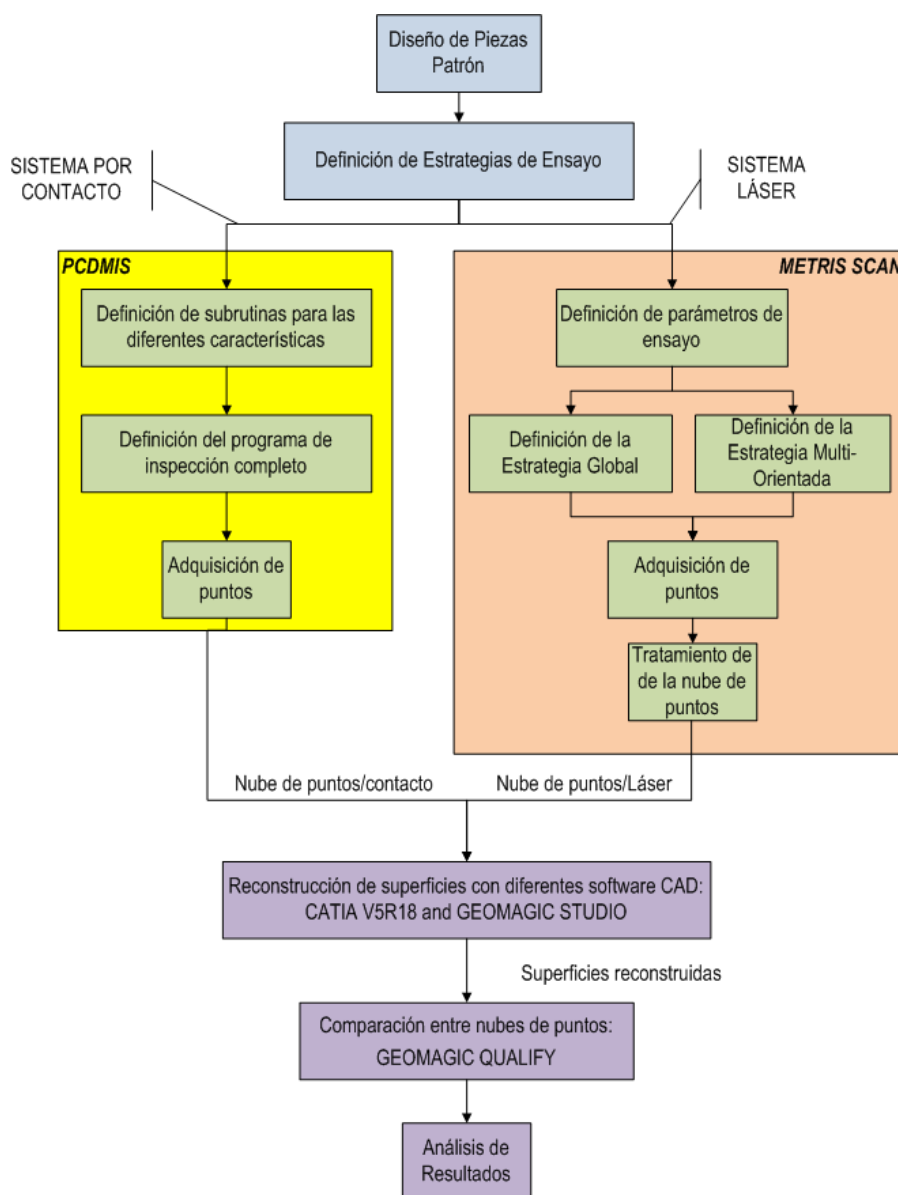 Diseño de Piezas
Patrón
Definición de Estrategias de Ensayo
SISTEMA POR
CONTACTO
SISTEMA
LÁSER
PCDMIS
Definición de subrutinas para las
diferentes características
Definición del programa de
inspección completo
Adquisición de
puntos
METRIS SCAN
Definición de parámetros de
ensayo
Definición de la
Estrategia Global
Definición de la
Estrategia Multi-
Orientada
Adquisición de
puntos
Tratamiento de
de la nube de
puntos
Nube de puntos/contacto
Nube de puntos/Láser
Reconstrucción de superficies con diferentes software CAD:
CATIA V5R18 and GEOMAGIC STUDIO
Superficies reconstruidas
Comparación entre nubes de puntos:
GEOMAGIC QUALIFY
Análisis de
Resultados